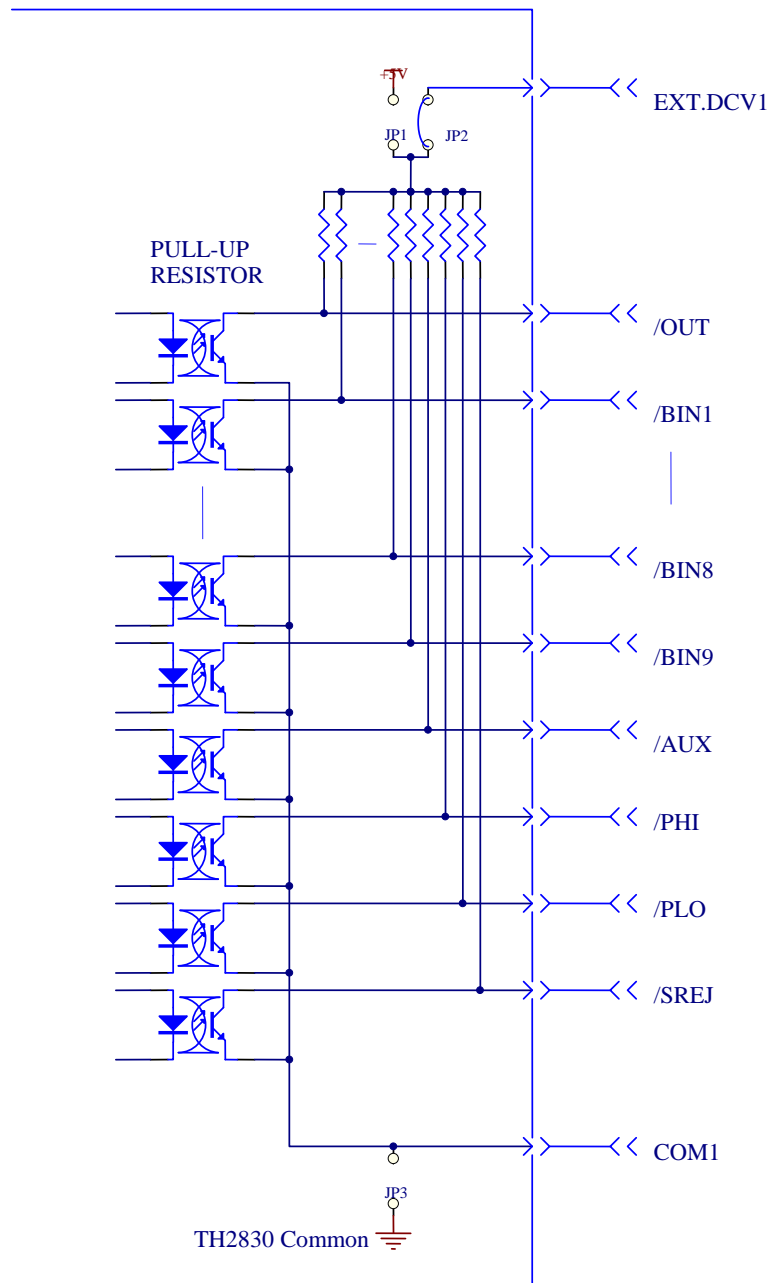 +5V
EXT.DCV1
JP1
JP2
PULL-UP
RESISTOR
/OUT
/BIN1
/BIN8
/BIN9
/AUX
/PHI
/PLO
/SREJ
COM1
JP3
TH2830 Common